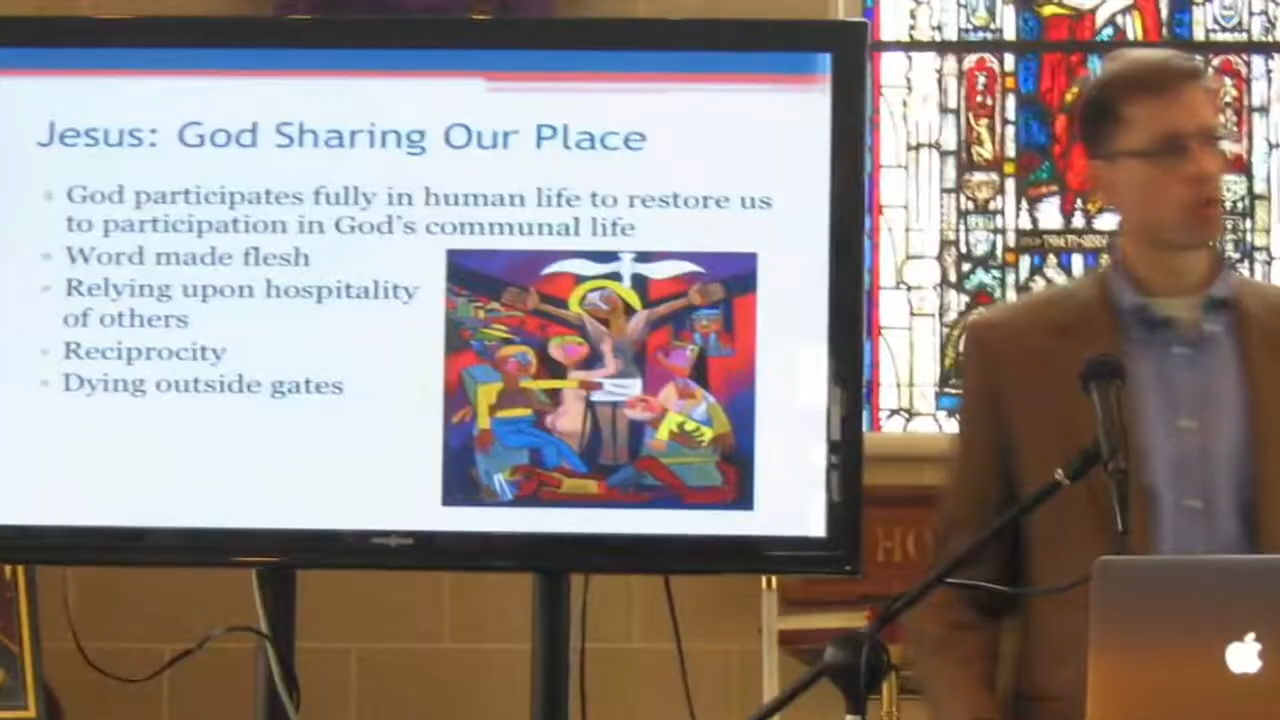 Jesus: God Sharing Our Place
God participates fully in human life to restore us
to participation in God's communal life
Word made flesh
Relying upon hospitality
of others
Reciprocity
Dying outside gates
HO